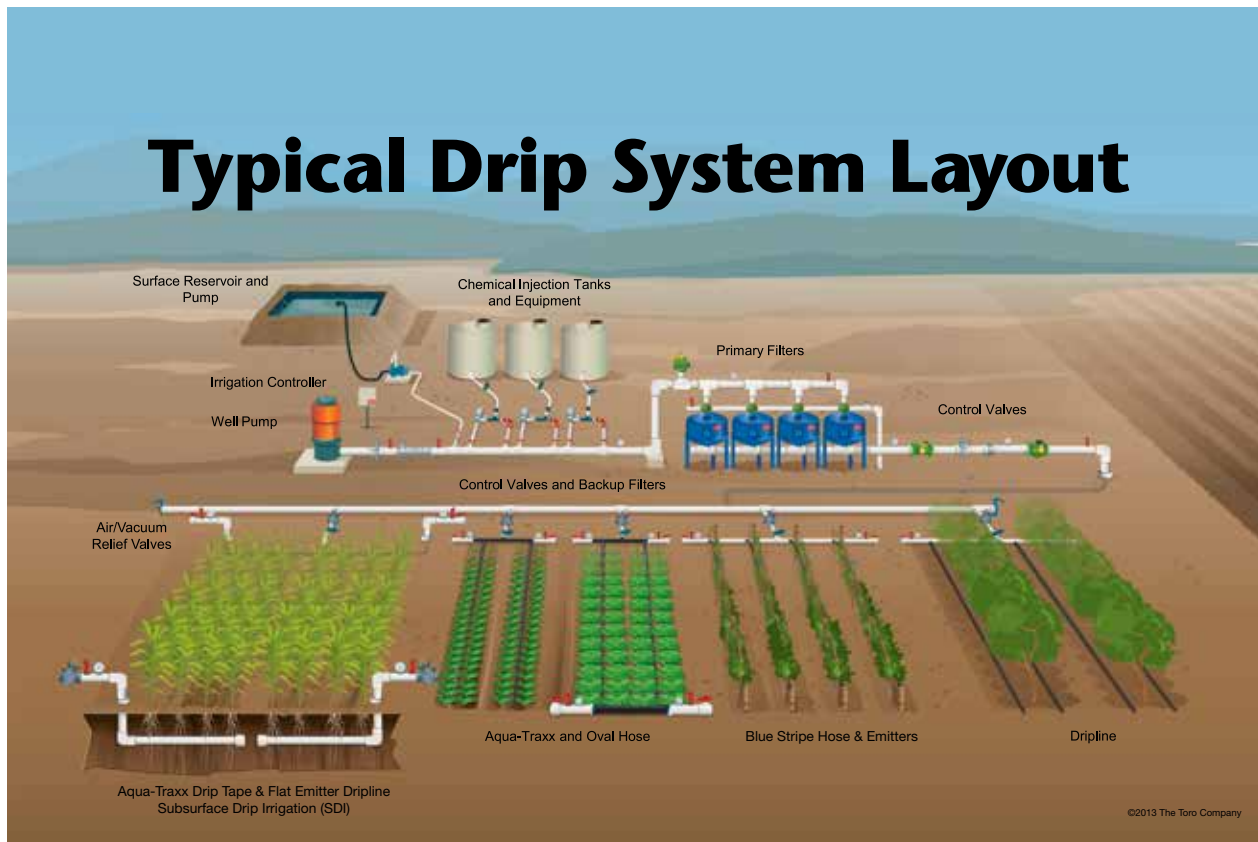 Typical Drip System Layout
Surface Reservoir and
Pump
Chemical Injection Tanks
and Equipment
Primary Filters
Irrigation Controller
Well Pump
Control Valves
Control Valves and Backup Filters
Air/Vacuum
Relief Valves
Aqua-Traxx and Oval Hose
Blue Stripe Hose & Emitters
Dripline
Aqua-Traxx Drip Tape & Flat Emitter Dripline
Subsurface Drip Irrigation (SDI)
©2013 The Toro Company